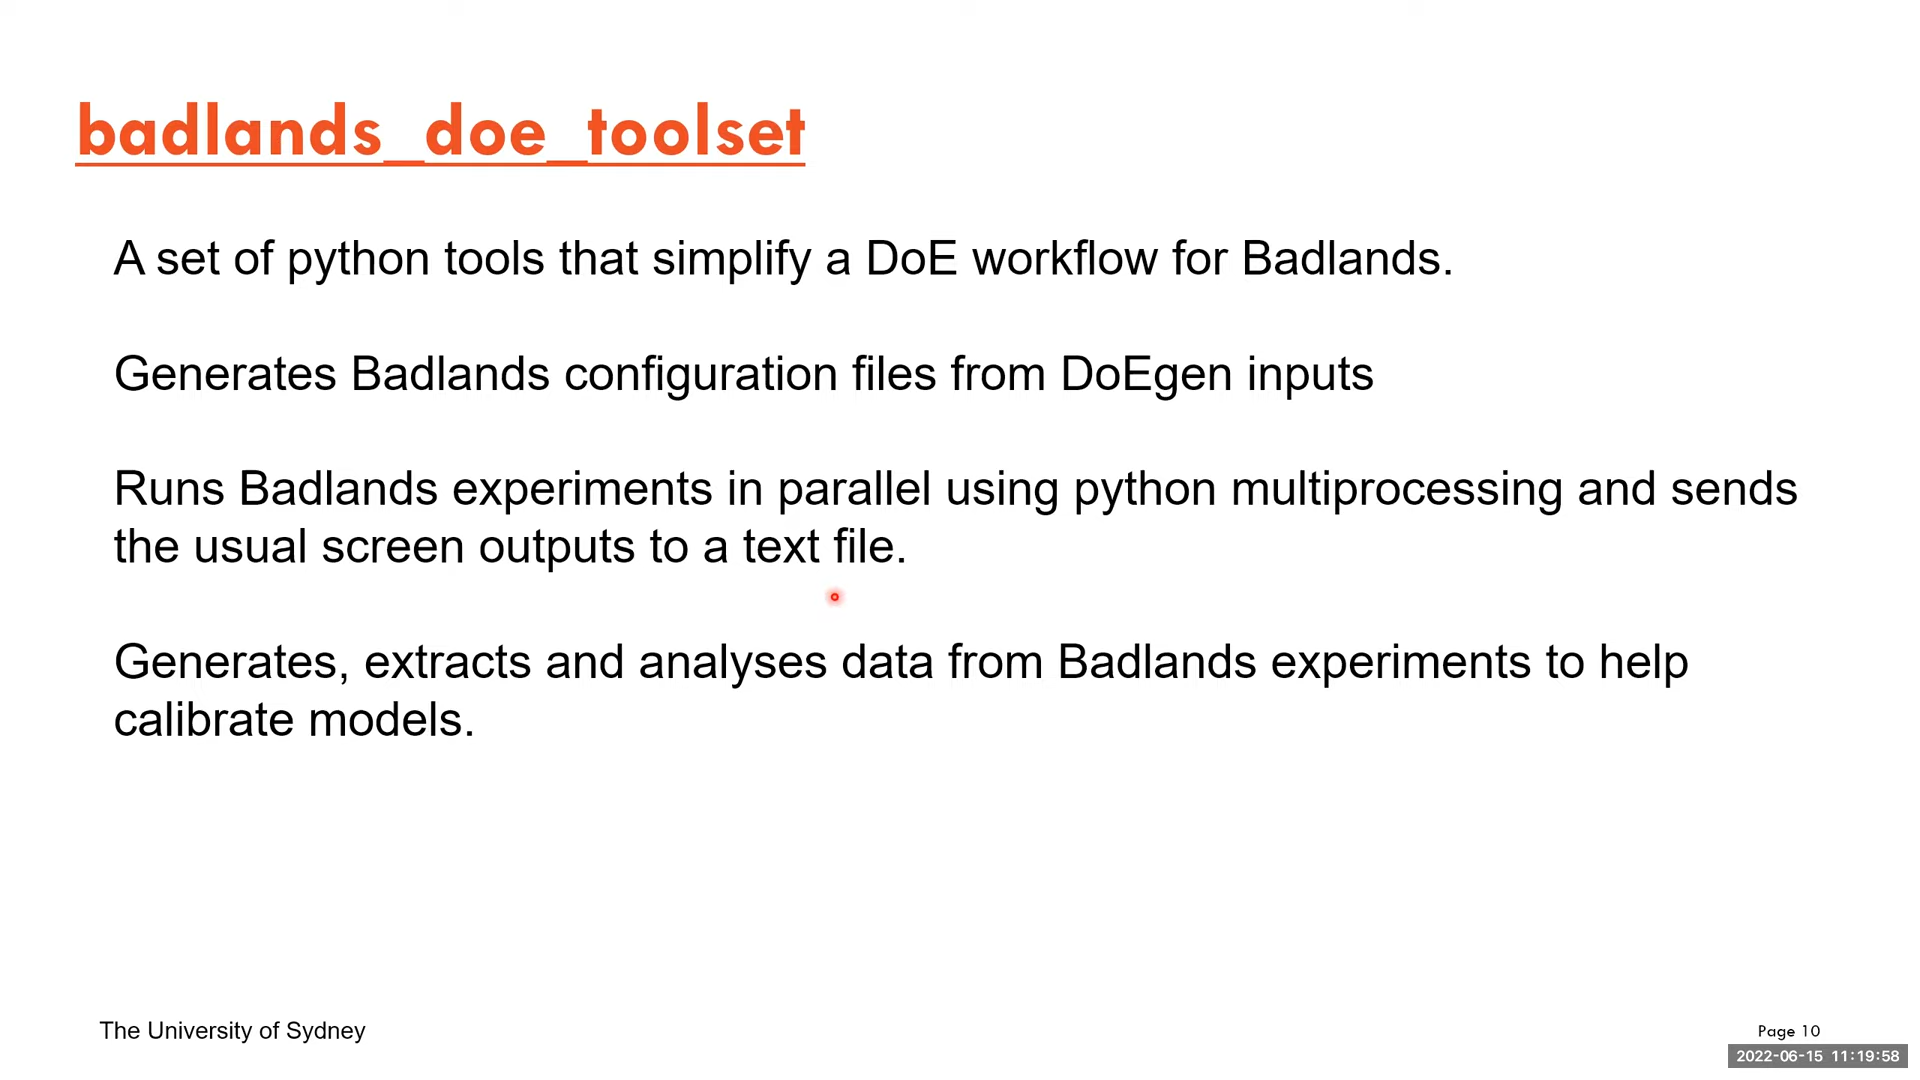 badlands_doe_toolset
A set of python tools that simplify a DoE workflow for Badlands.
Generates Badlands configuration files from DoEgen inputs
Runs Badlands experiments in parallel using python multiprocessing and sends
the usual screen outputs to a text file.
Generates, extracts and analyses data from Badlands experiments to help
calibrate models.
The University of Sydney
Page 10
2022-06-15 11:19:58